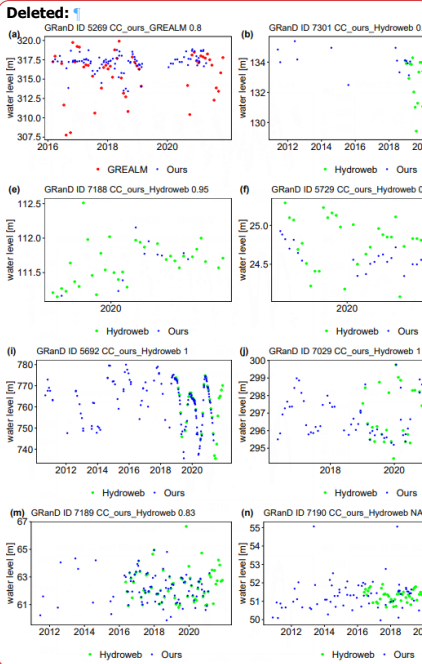 Deleted: ¶
(a) GRanD ID 5269 CC_ours_GREALM 0.8
water level [m]
320.0
317.5
315.0
312.5
310.0
307.5
2016 2018 2020
GREALM Ours
(b) GRanD ID 7301 CC_ours_Hydroweb 0.
water level [m]
134
132
130
2012 2014 2016 2018 20
Hydroweb Ours
(e) GRanD ID 7188 CC_ours_Hydroweb 0.95
water level [m]
112.5
112.0
111.5
2020
Hydroweb Ours
(f) GRanD ID 5729 CC_ours_Hydroweb 0
water level [m]
25.0
24.5
2020
Hydroweb Ours
(i) GRanD ID 5692 CC_ours_Hydroweb 1
water level [m]
780
770
760
750
740
2012 2014 2016 2018 2020
Hydroweb Ours
(j) GRanD ID 7029 CC_ours_Hydroweb 1
water level [m]
300
299
298
297
296
295
2018 2020
Hydroweb Ours
(m) GRanD ID 7189 CC_ours_Hydroweb 0.83
water level [m]
67
65
63
61
2012 2014 2016 2018 2020
Hydroweb Ours
(n) GRanD ID 7190 CC_ours_Hydroweb NA
water level [m]
55
54
53
52
51
50
2012 2014 2016 2018 20
Hydroweb Ours